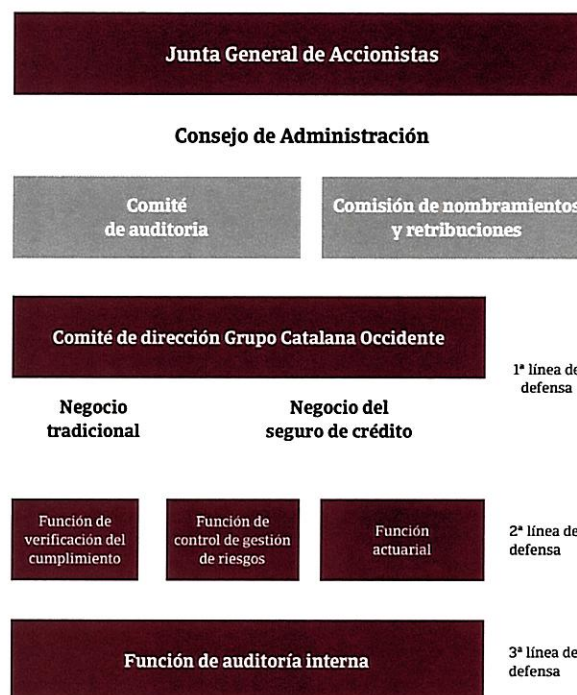 Junta General de Accionistas
Consejo de Administración
Comité
de auditoria
Comisión de nombramientos
y retribuciones
Comité de dirección Grupo Catalana Occidente
1ª línea de
defensa
Negocio
tradicional
Negocio del
seguro de crédito
Función de
verificación del
cumplimiento
Función de
control de gestión
de riesgos
Función
actuarial
2ª línea de
defensa
Función de auditoría interna
3ª línea de
defensa